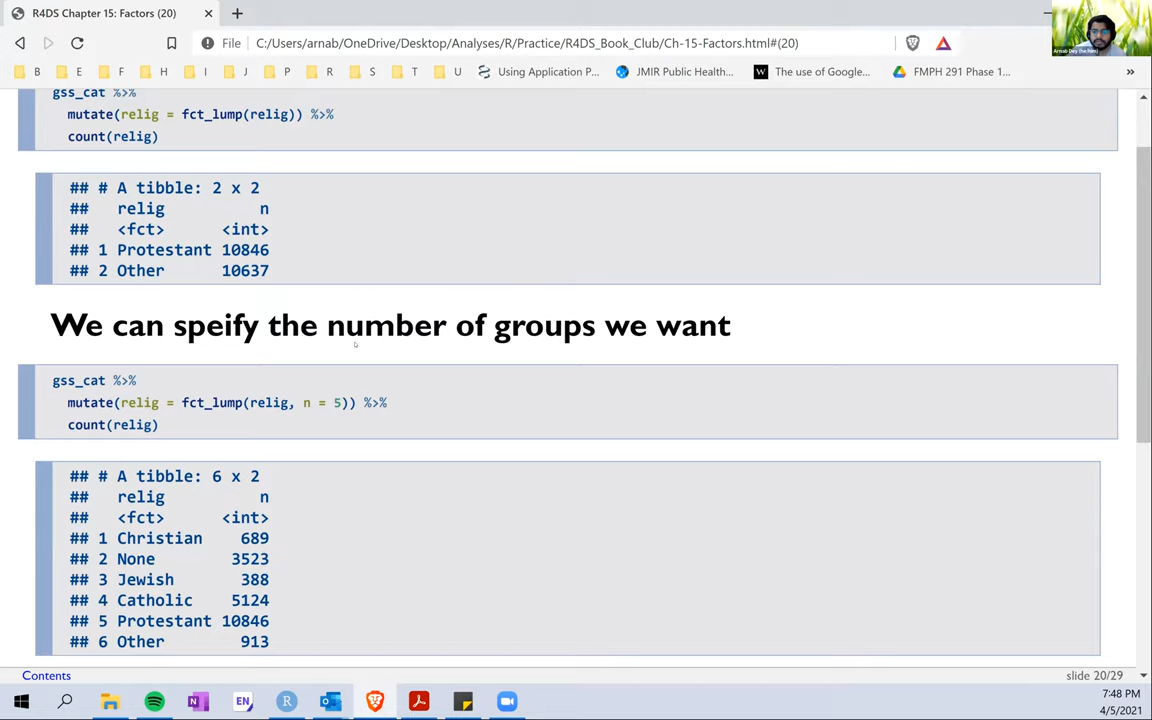 R4DS Chapter 15: Factors (20)
File C:/Users/arnab/OneDrive/Desktop/Analyses/R/Practice/R4DS_Book_Club/Ch-15-Factors.html#(20)
B E F H I J P R S T U Using Application P... JMIR Public Health... The use of Google... FMPH 291 Phase 1... »
Arnab Dey (he/him)
gss_cat %>%
mutate(relig = fct_lump(relig)) %>%
count(relig)
## # A tibble: 2 x 2
## relig n
## <fct> <int>
## 1 Protestant 10846
## 2 Other 10637
We can speify the number of groups we want
gss_cat %>%
mutate(relig = fct_lump(relig, n = 5)) %>%
count(relig)
## # A tibble: 6 x 2
## relig n
## <fct> <int>
## 1 Christian 689
## 2 None 3523
## 3 Jewish 388
## 4 Catholic 5124
## 5 Protestant 10846
## 6 Other 913
Contents
slide 20/29
7:48 PM
4/5/2021